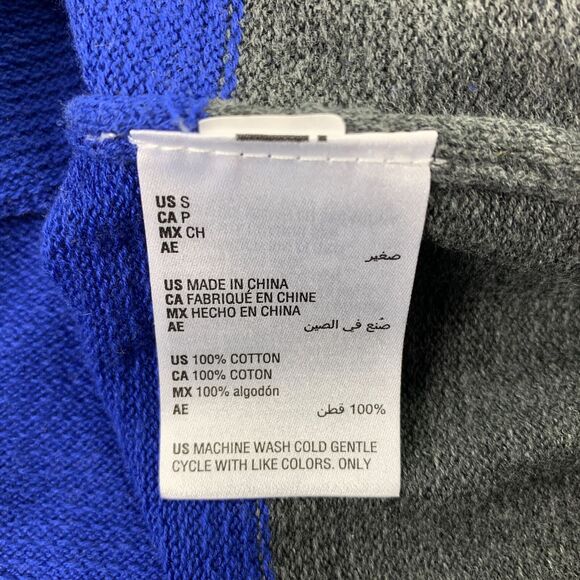 US S
CA P
MX CH
AE صغير
US MADE IN CHINA
CA FABRIQUÉ EN CHINE
MX HECHO EN CHINA
AE صُنع في الصين
US 100% COTTON
CA 100% COTON
MX 100% algodón
AE 100% قطن
US MACHINE WASH COLD GENTLE
CYCLE WITH LIKE COLORS. ONLY